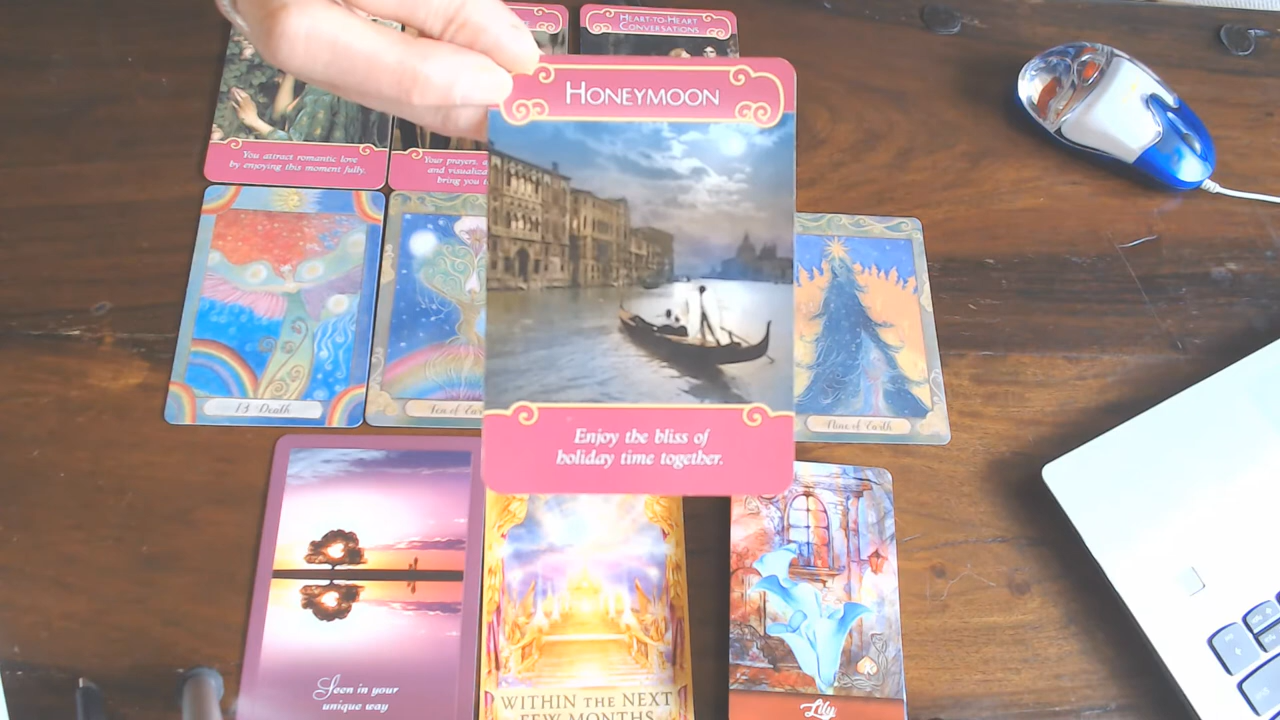 HEART-TO-HEART
CONVERSATIONS
HONEYMOON
You attract romantic love
by enjoying this moment fully.
Your prayers, a
and visualiza
bring you
13 Death
Ten of Ear
Nine of Earth
Enjoy the bliss of
holiday time together.
Seen in your
unique way
WITHIN THE NEXT
FEW MONTHS
Lily